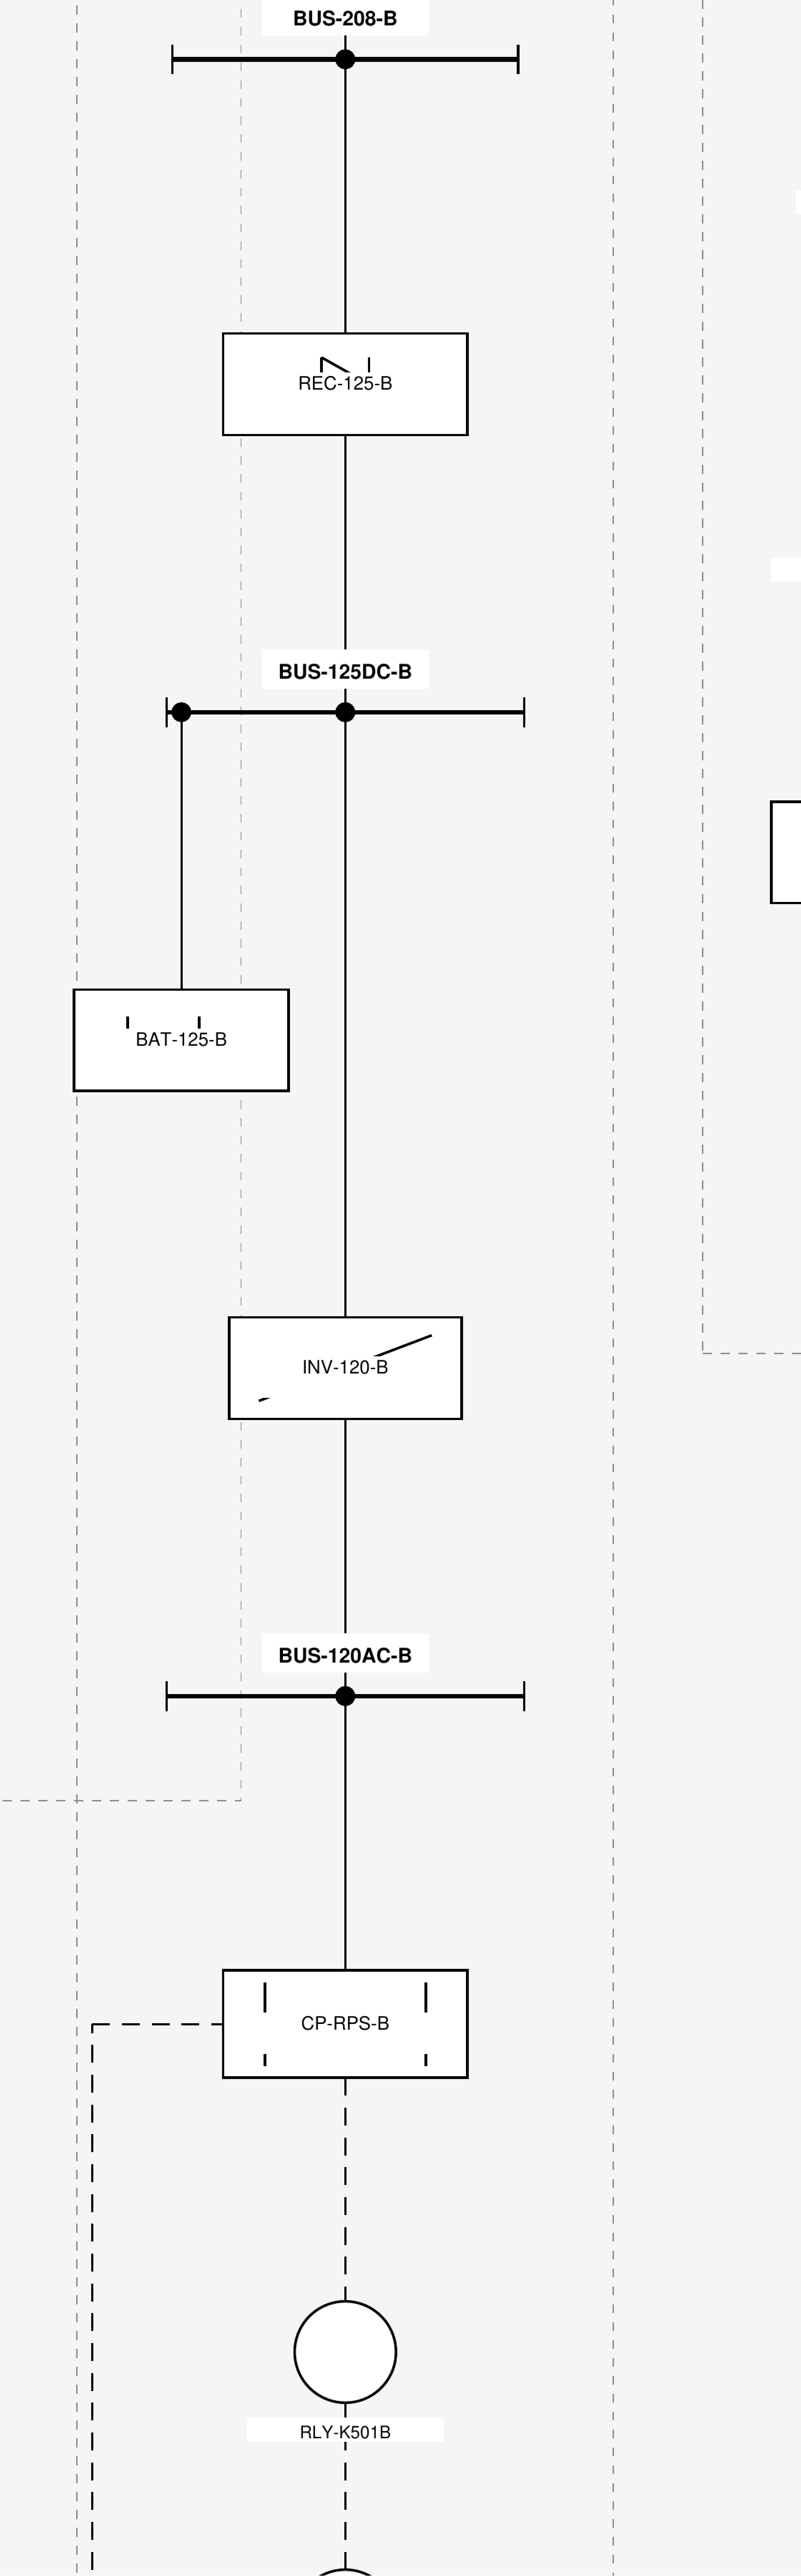 BUS-208-B
REC-125-B
BUS-125DC-B
BAT-125-B
INV-120-B
BUS-120AC-B
CP-RPS-B
RLY-K501B